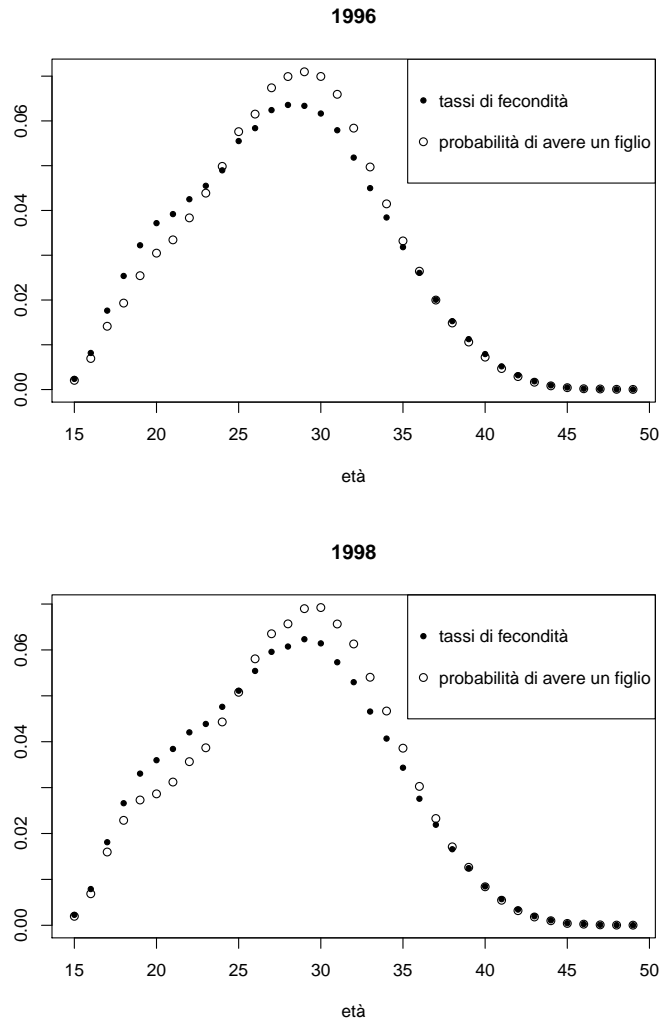 1996
tassi di fecondità
probabilità di avere un figlio
0.00 0.02 0.04 0.06
15 20 25 30 35 40 45 50
età
1998
tassi di fecondità
probabilità di avere un figlio
0.00 0.02 0.04 0.06
15 20 25 30 35 40 45 50
età